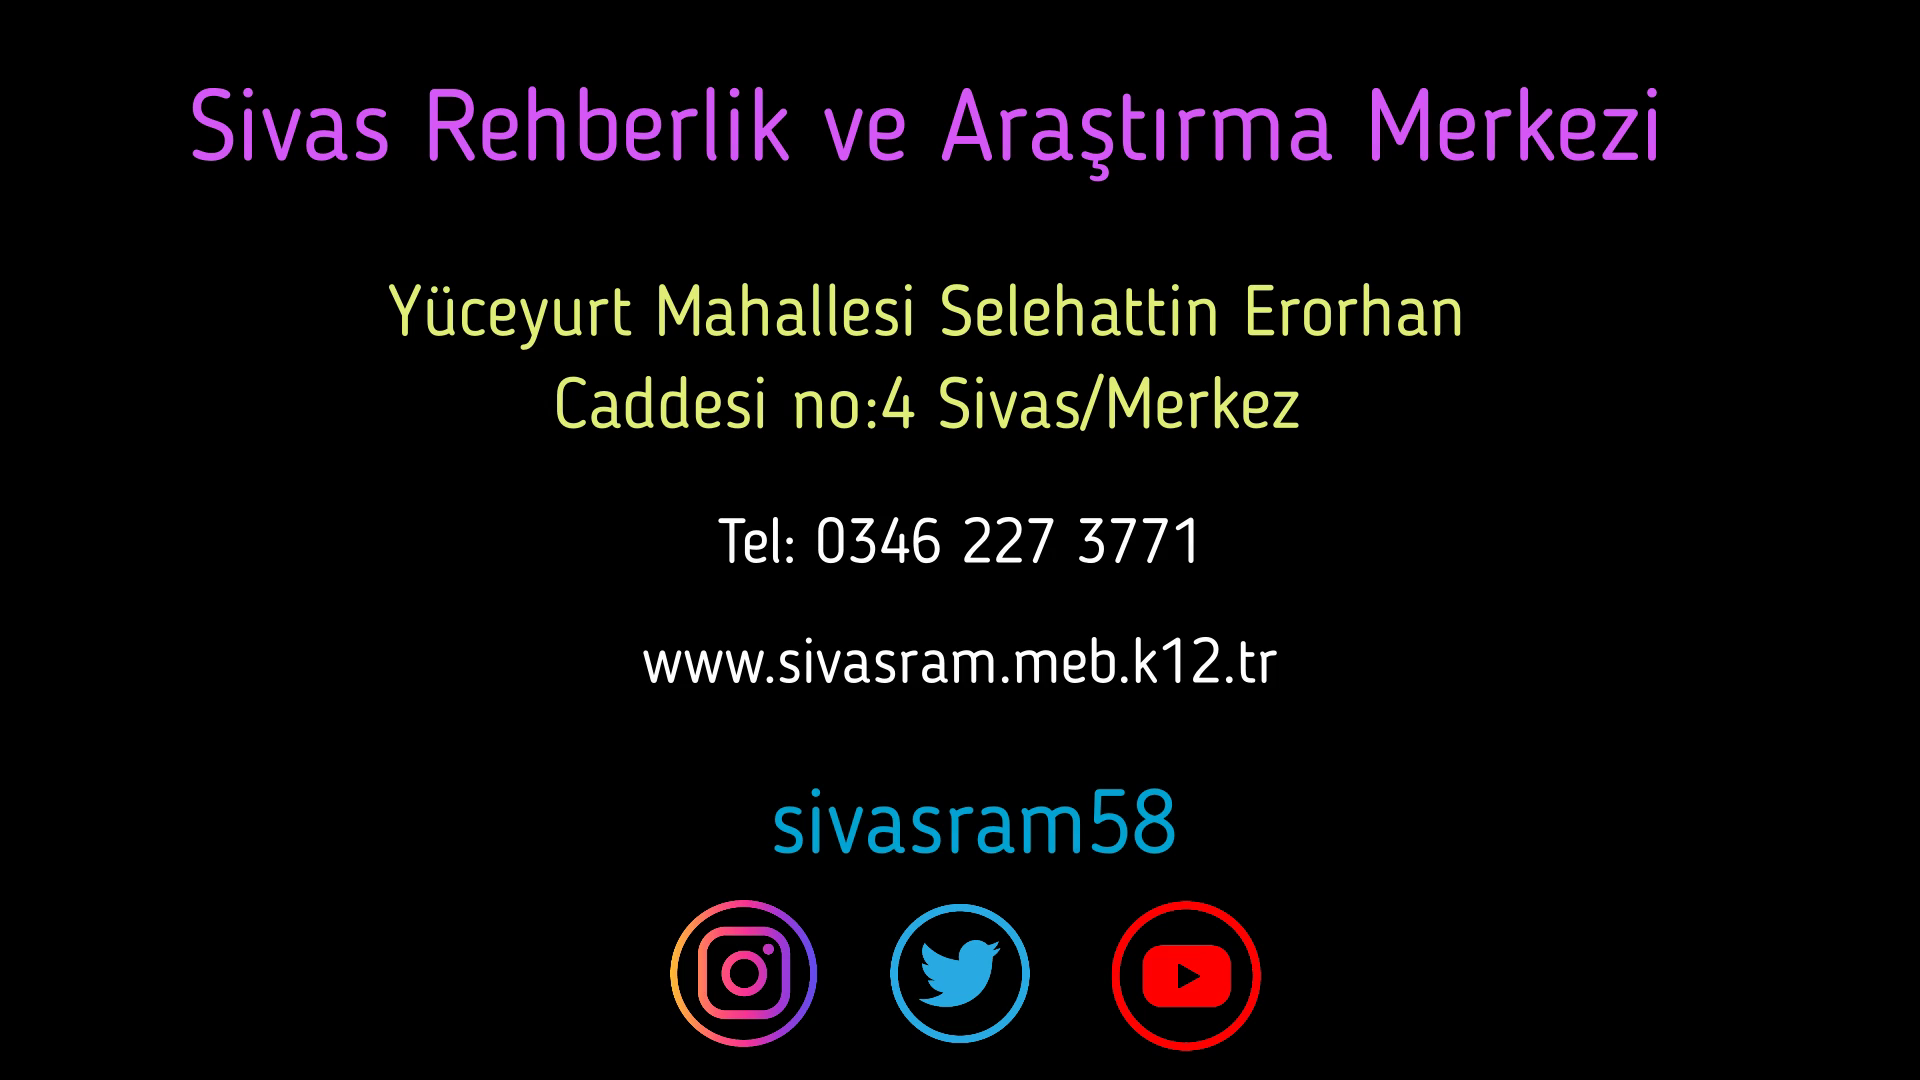 Sivas Rehberlik ve Araştırma Merkezi
Yüceyurt Mahallesi Selehattin Erorhan
Caddesi no:4 Sivas/Merkez
Tel: 0346 227 3771
www.sivasram.meb.k12.tr
sivasram58